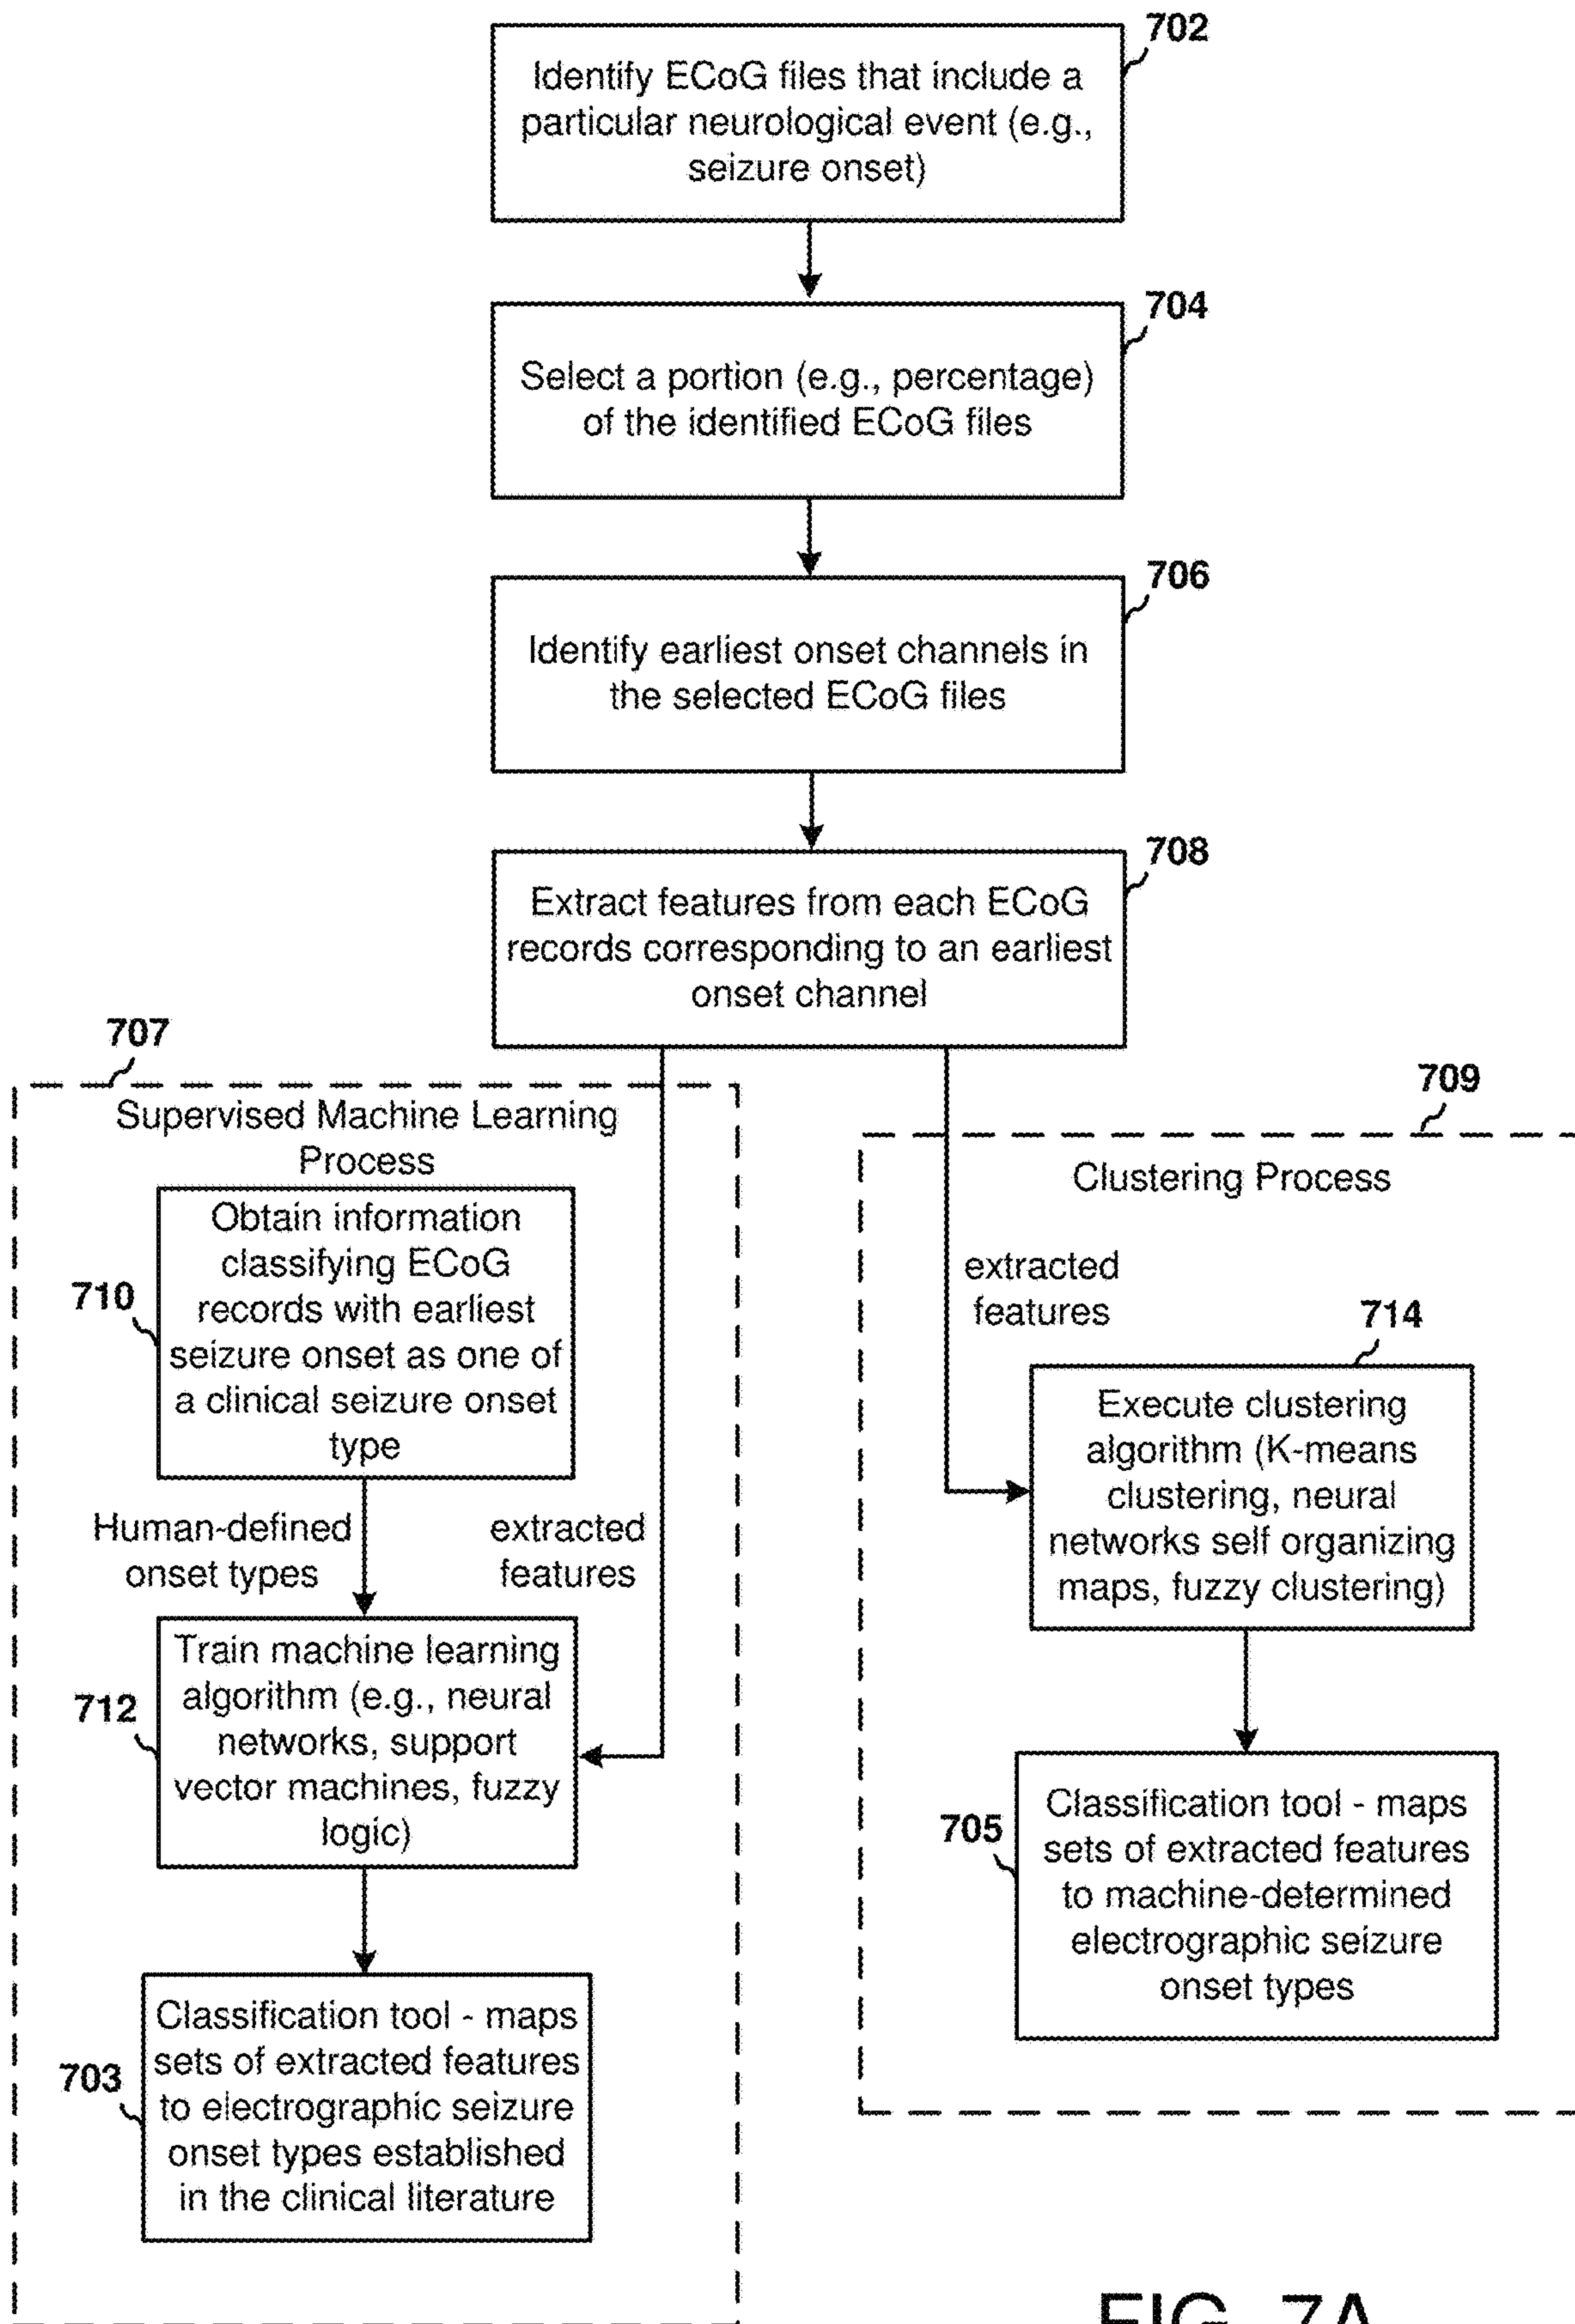 702
Identify ECoG files that include a
particular neurological event (e.g.,
seizure onset)
704
Select a portion (e.g., percentage)
of the identified ECoG files
706
Identify earliest onset channels in
the selected ECoG files
708
Extract features from each ECoG
records corresponding to an earliest
onset channel
707
Supervised Machine Learning
Process
710
Obtain information
classifying ECoG
records with earliest
seizure onset as one of
a clinical seizure onset
type
Human-defined
onset types
extracted
features
712
Train machine learning
algorithm (e.g., neural
networks, support
vector machines, fuzzy
logic)
703
Classification tool - maps
sets of extracted features
to electrographic seizure
onset types established
in the clinical literature
709
Clustering Process
extracted
features
714
Execute clustering
algorithm (K-means
clustering, neural
networks self organizing
maps, fuzzy clustering)
705
Classification tool - maps
sets of extracted features
to machine-determined
electrographic seizure
onset types
FIG. 7A